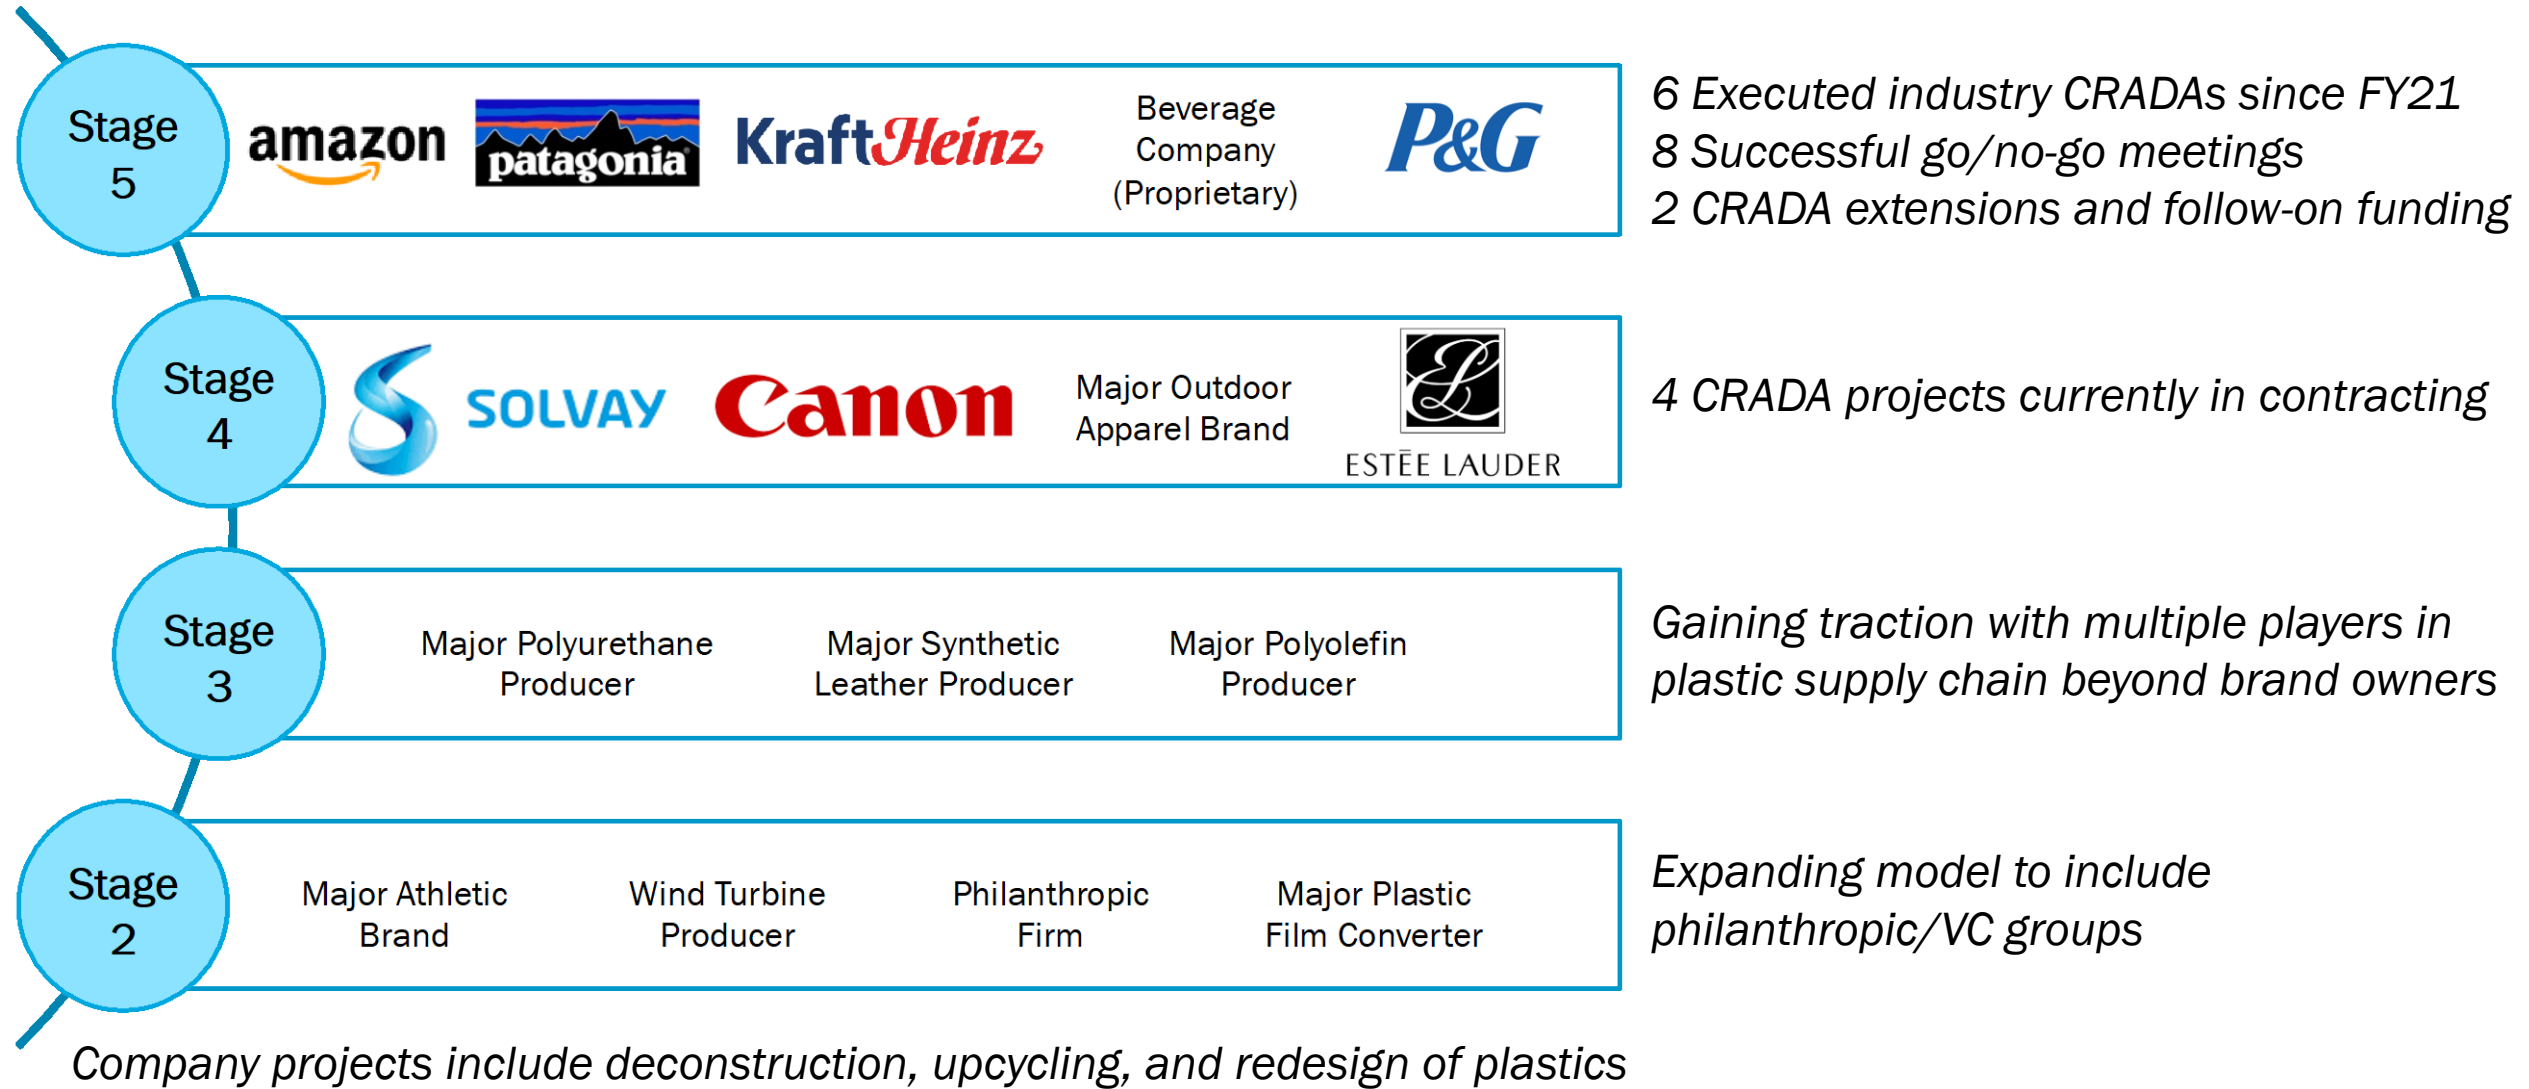 Stage
5
amazon
patagonia
KraftHeinz
Beverage
Company
(Proprietary)
P&G
6 Executed industry CRADAs since FY21
8 Successful go/no-go meetings
2 CRADA extensions and follow-on funding
Stage
4
SOLVAY
Canon
Major Outdoor
Apparel Brand
ESTĒE LAUDER
4 CRADA projects currently in contracting
Stage
3
Major Polyurethane
Producer
Major Synthetic
Leather Producer
Major Polyolefin
Producer
Gaining traction with multiple players in
plastic supply chain beyond brand owners
Stage
2
Major Athletic
Brand
Wind Turbine
Producer
Philanthropic
Firm
Major Plastic
Film Converter
Expanding model to include
philanthropic/VC groups
Company projects include deconstruction, upcycling, and redesign of plastics